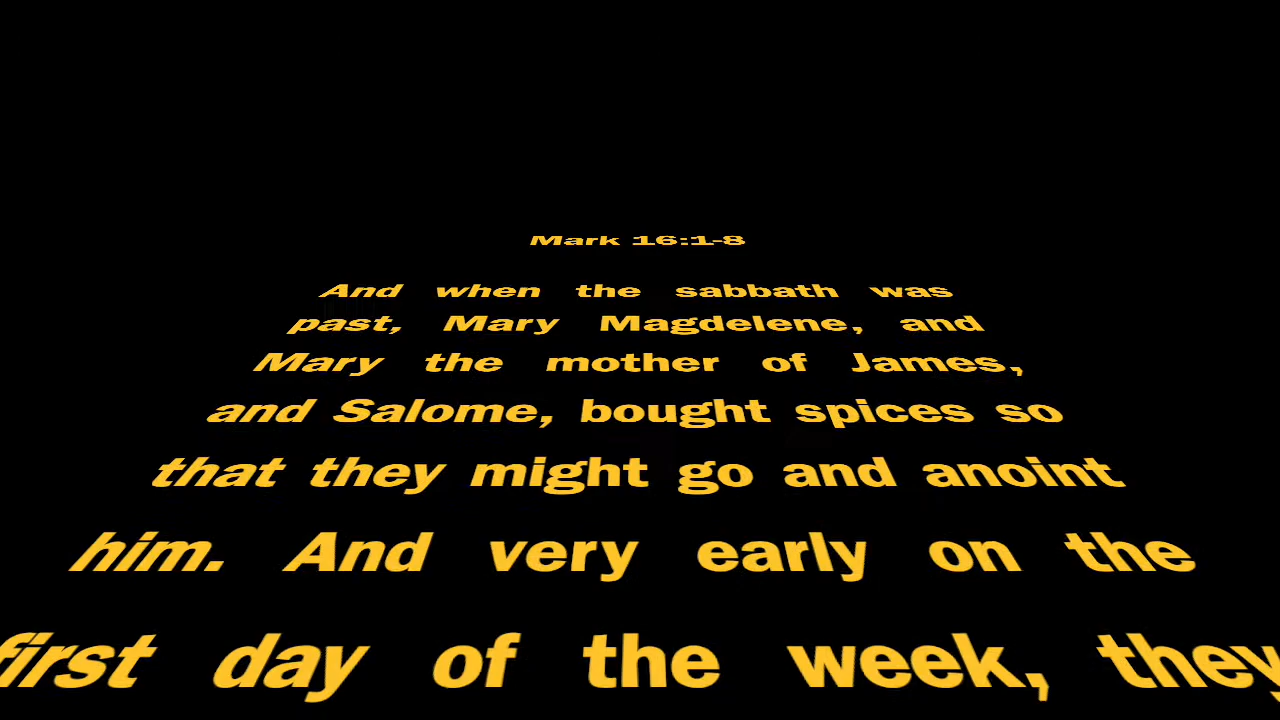 Mark 16:1-8
And when the sabbath was
past, Mary Magdelene, and
Mary the mother of James,
and Salome, bought spices so
that they might go and anoint
him. And very early on the
first day of the week, they